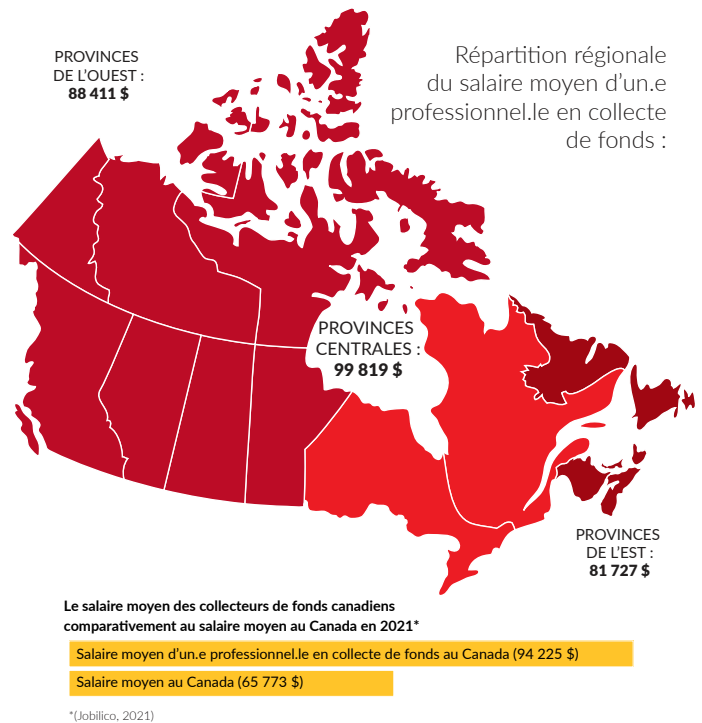 PROVINCES
DE L'OUEST :
88 411 $
Répartition régionale
du salaire moyen d'un.e
professionnel.le en collecte
de fonds :
PROVINCES
CENTRALES :
99 819 $
PROVINCES
DE L'EST :
81 727 $
Le salaire moyen des collecteurs de fonds canadiens
comparativement au salaire moyen au Canada en 2021*
Salaire moyen d'un.e professionnel.le en collecte de fonds au Canada (94 225 $)
Salaire moyen au Canada (65 773 $)
*(Jobilico, 2021)